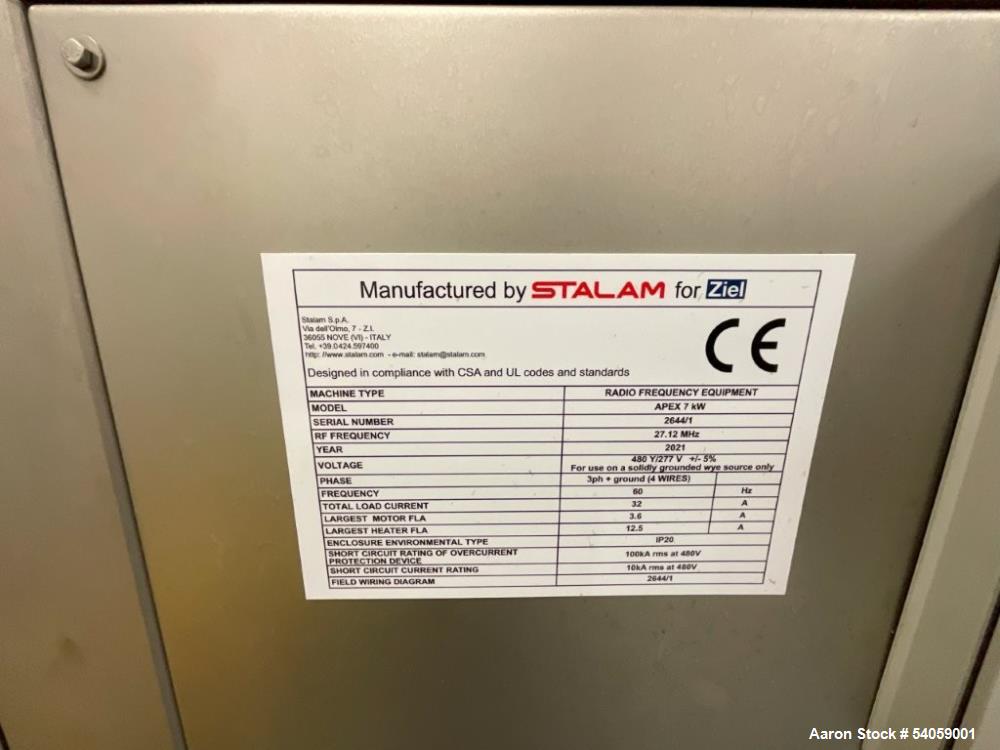 Manufactured by STALAM for Ziel
Stalam S.p.A.
Via dell'Olmo, 7 - Z.I.
36055 NOVE (VI) - ITALY
Tel. +39.0424.597400
http: //www.stalam.com - e-mail: stalam@stalam.com
CE
Designed in compliance with CSA and UL codes and standards
MACHINE TYPE RADIO FREQUENCY EQUIPMENT
MODEL APEX 7 kW
SERIAL NUMBER 2644/1
RF FREQUENCY 27.12 MHz
YEAR 2021
VOLTAGE 480 Y/277 V +/- 5%
For use on a solidly grounded wye source only
PHASE 3ph + ground (4 WIRES)
FREQUENCY 60 Hz
TOTAL LOAD CURRENT 32 A
LARGEST MOTOR FLA 3.6 A
LARGEST HEATER FLA 12.5 A
ENCLOSURE ENVIRONMENTAL TYPE IP20
SHORT CIRCUIT RATING OF OVERCURRENT
PROTECTION DEVICE 100kA rms at 480V
SHORT CIRCUIT CURRENT RATING 10kA rms at 480V
FIELD WIRING DIAGRAM 2644/1
Aaron Stock # 54059001